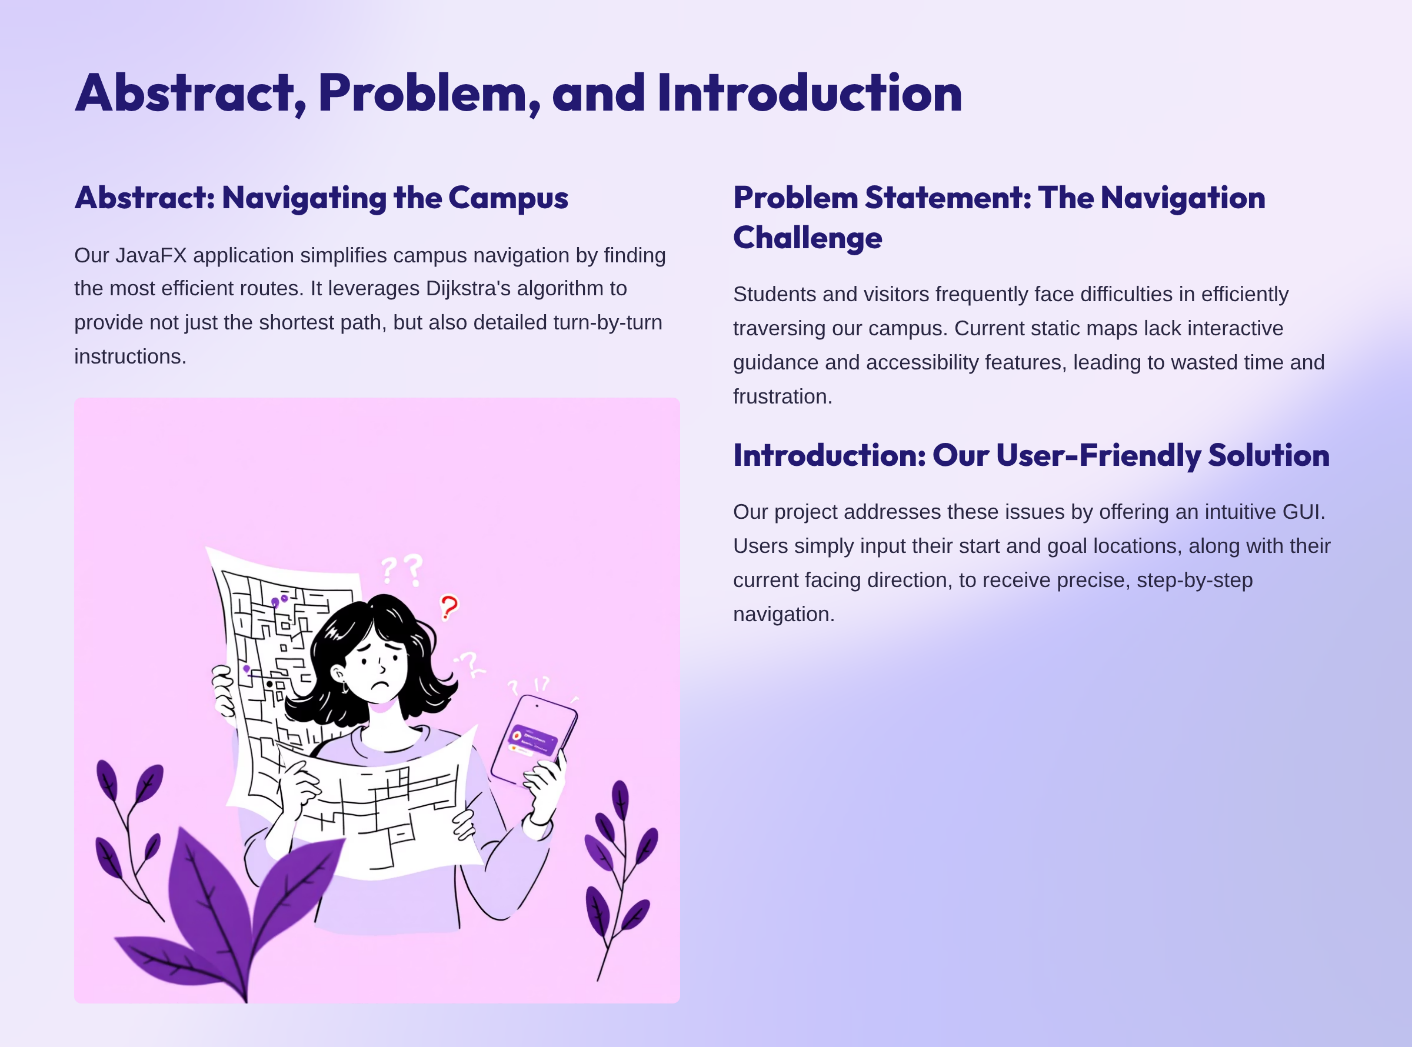 Abstract, Problem, and Introduction
Abstract: Navigating the Campus
Our JavaFX application simplifies campus navigation by finding
the most efficient routes. It leverages Dijkstra's algorithm to
provide not just the shortest path, but also detailed turn-by-turn
instructions.
??
?
?
? !?
Problem Statement: The Navigation
Challenge
Students and visitors frequently face difficulties in efficiently
traversing our campus. Current static maps lack interactive
guidance and accessibility features, leading to wasted time and
frustration.
Introduction: Our User-Friendly Solution
Our project addresses these issues by offering an intuitive GUI.
Users simply input their start and goal locations, along with their
current facing direction, to receive precise, step-by-step
navigation.